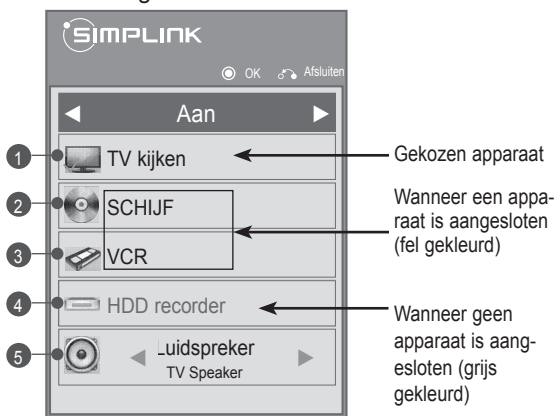 SIMPLINK
OK Afsluiten
Aan
1 TV kijken
Gekozen apparaat
2 SCHIJF
3 VCR
Wanneer een appa-
raat is aangesloten
(fel gekleurd)
4 HDD recorder
Wanneer geen
apparaat is aang-
esloten (grijs
gekleurd)
5 Luidspreker
TV Speaker